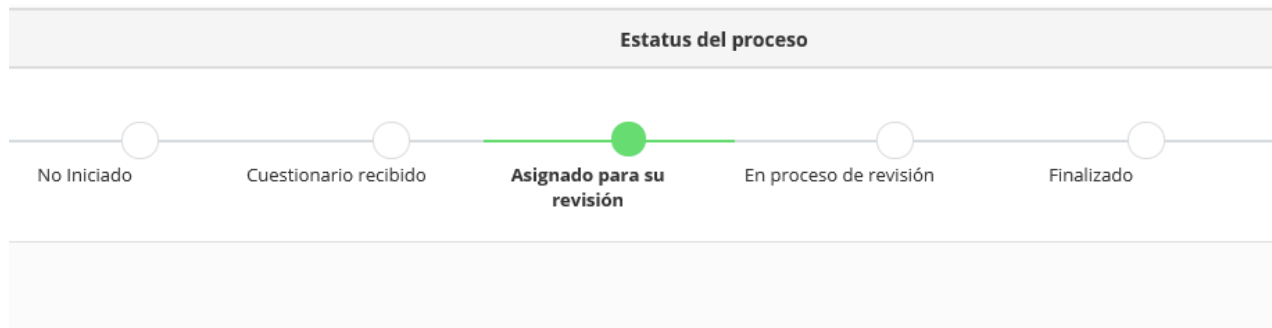 Estatus del proceso
No Iniciado
Cuestionario recibido
Asignado para su
revisión
En proceso de revisión
Finalizado